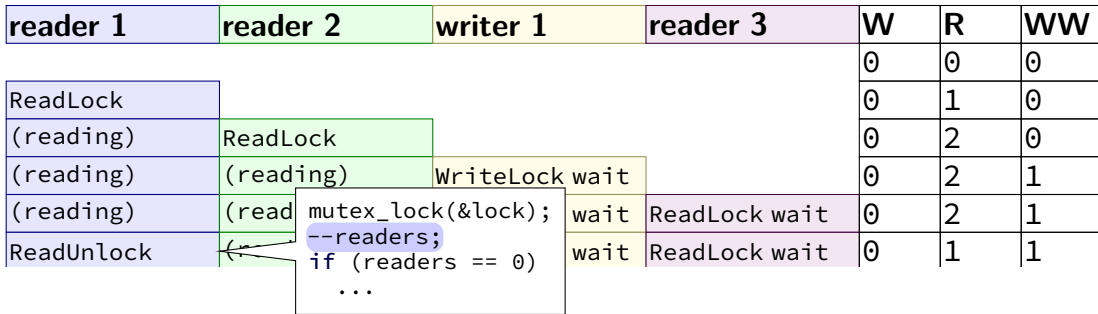 reader 1 reader 2 writer 1 reader 3 W R WW
0 0 0
ReadLock 0 1 0
(reading) ReadLock 0 2 0
(reading) (reading) WriteLock wait 0 2 1
(reading) (read wait ReadLock wait 0 2 1
ReadUnlock wait ReadLock wait 0 1 1
mutex_lock(&lock);
--readers;
if (readers == 0)
...